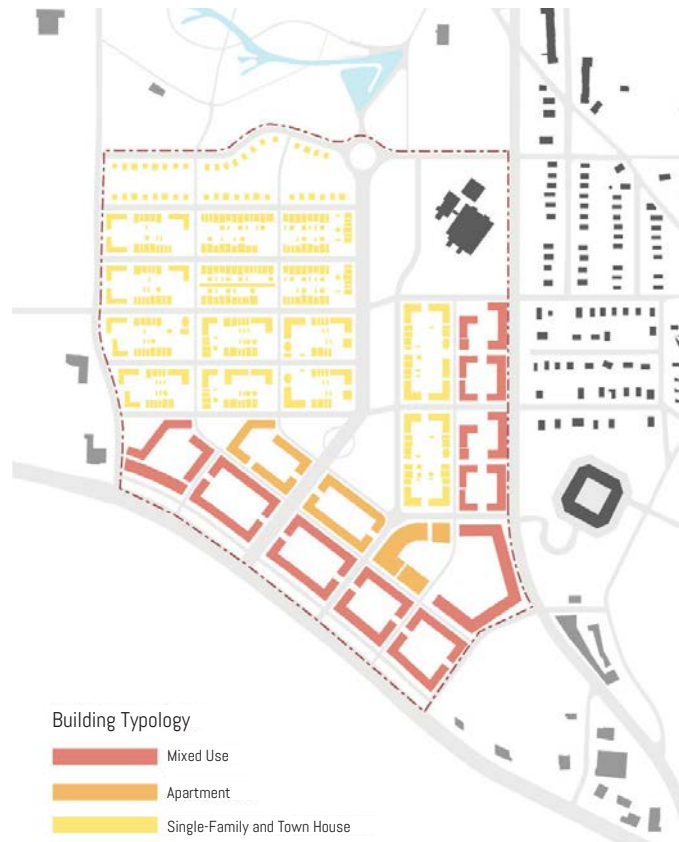 Building Typology
Mixed Use
Apartment
Single-Family and Town House